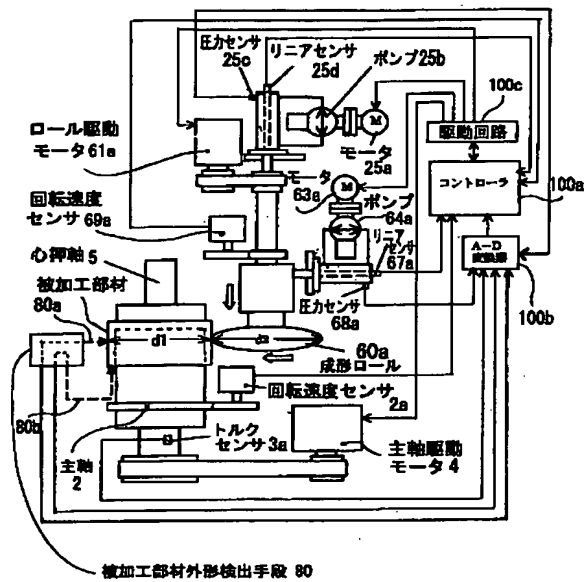 圧力センサ
25c
リニアセンサ
25d
ポンプ25b
100c
M
駆動回路
ロール駆動
モータ61a
モータ
25a
モータ
63a
M
コントローラ
100a
回転速度
センサ69a
ポンプ
64a
リニア
センサ
67a
A-D
変換器
100b
心押軸5
被加工部材
80a
圧力センサ
68a
d1
d2
60a
成形ロール
回転速度センサ
2a
80b
トルク
センサ3a
主軸
2
主軸駆動
モータ4
被加工部材外形検出手段 80